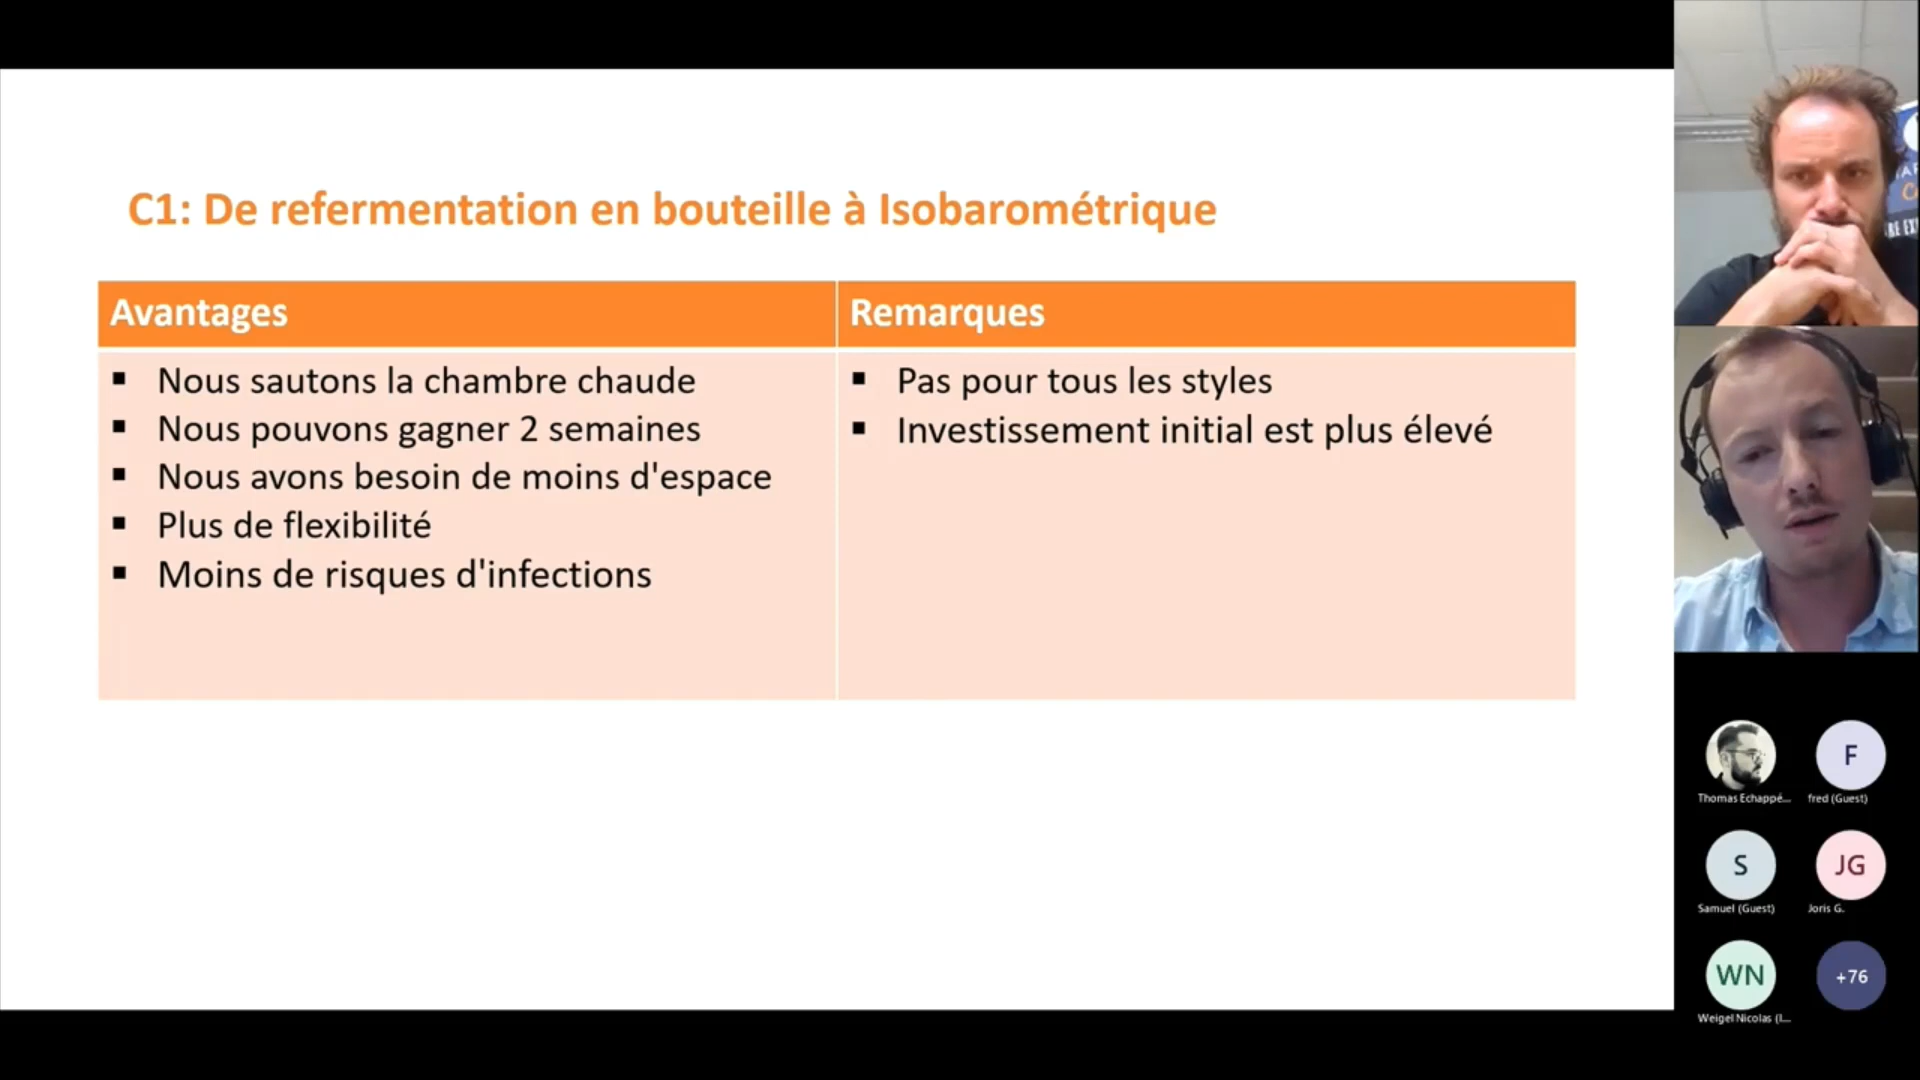 C1: De refermentation en bouteille à Isobarométrique
Avantages
Remarques
▪ Nous sautons la chambre chaude
▪ Nous pouvons gagner 2 semaines
▪ Nous avons besoin de moins d'espace
▪ Plus de flexibilité
▪ Moins de risques d'infections
▪ Pas pour tous les styles
▪ Investissement initial est plus élevé
F
Thomas Echappé...
fred (Guest)
S
JG
Samuel (Guest)
Joris G.
WN
+76
Weigel Nicolas (I...